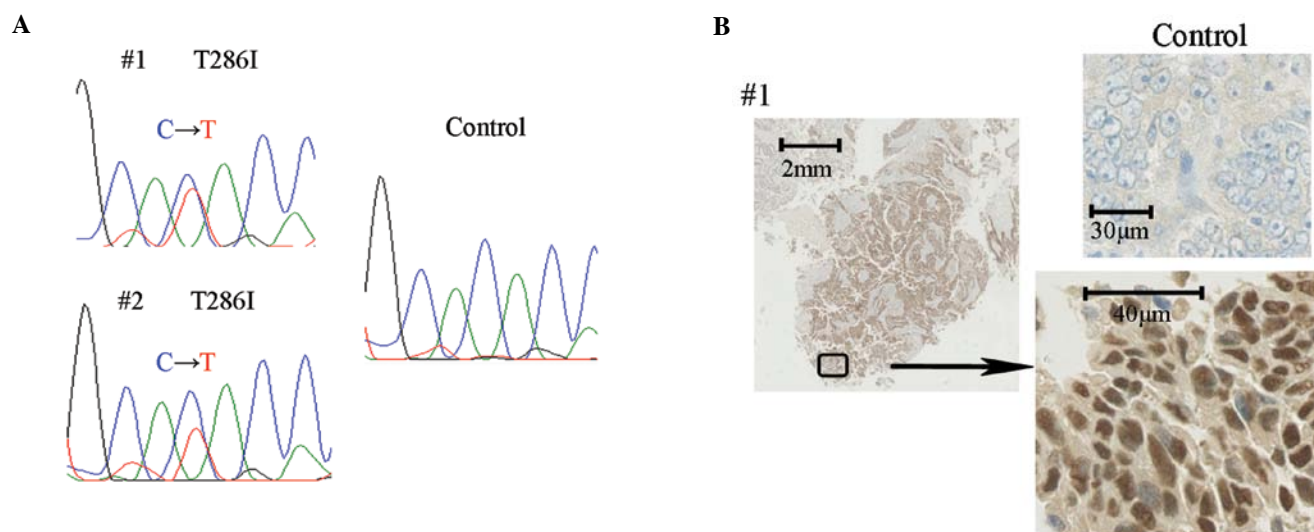 A
#1 T286I
C→T
Control
#2 T286I
C→T
B
Control
#1
2mm
30μm
40μm